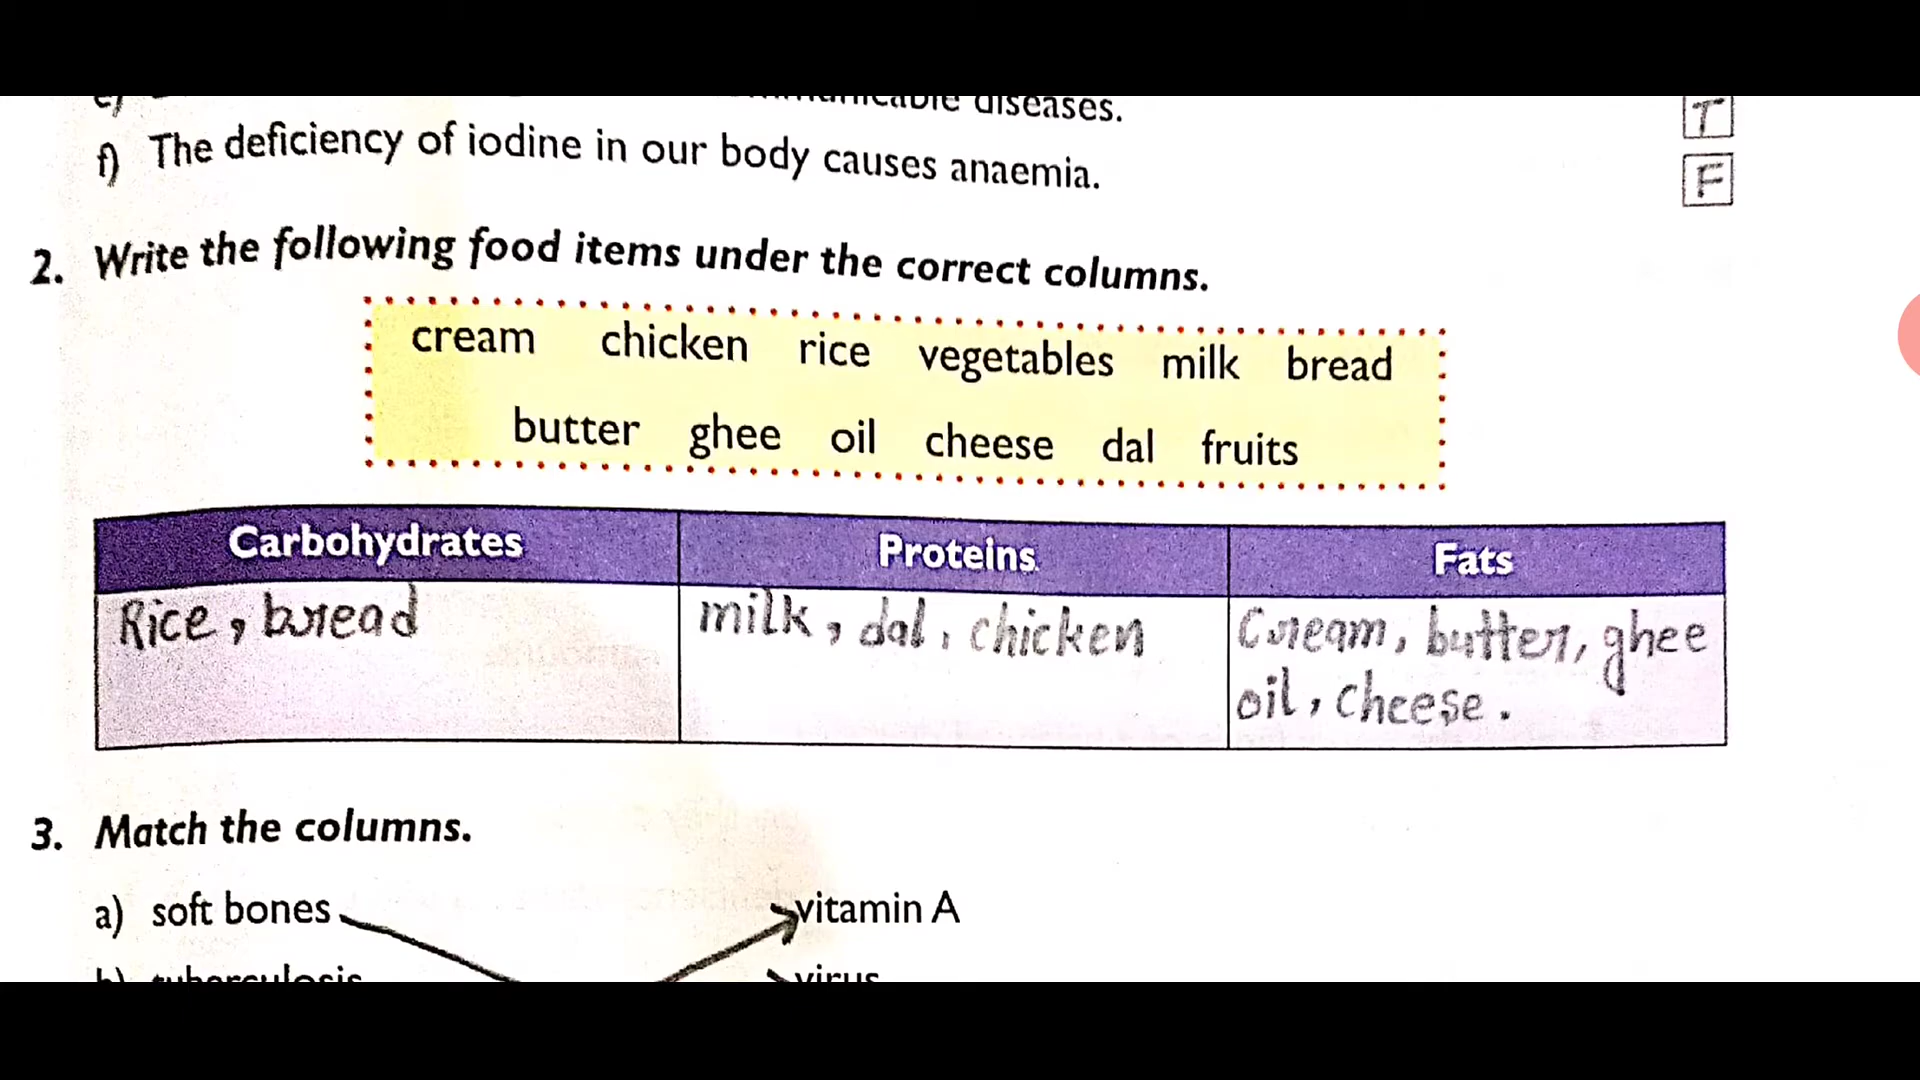 diseases.
T
f) The deficiency of iodine in our body causes anaemia.
F
2. Write the following food items under the correct columns.
cream chicken rice vegetables milk bread
butter ghee oil cheese dal fruits
Carbohydrates Proteins Fats
Rice, bread milk, dal, chicken Cream, butter, ghee
oil, cheese.
3. Match the columns.
a) soft bones vitamin A
b) tuberculosis virus